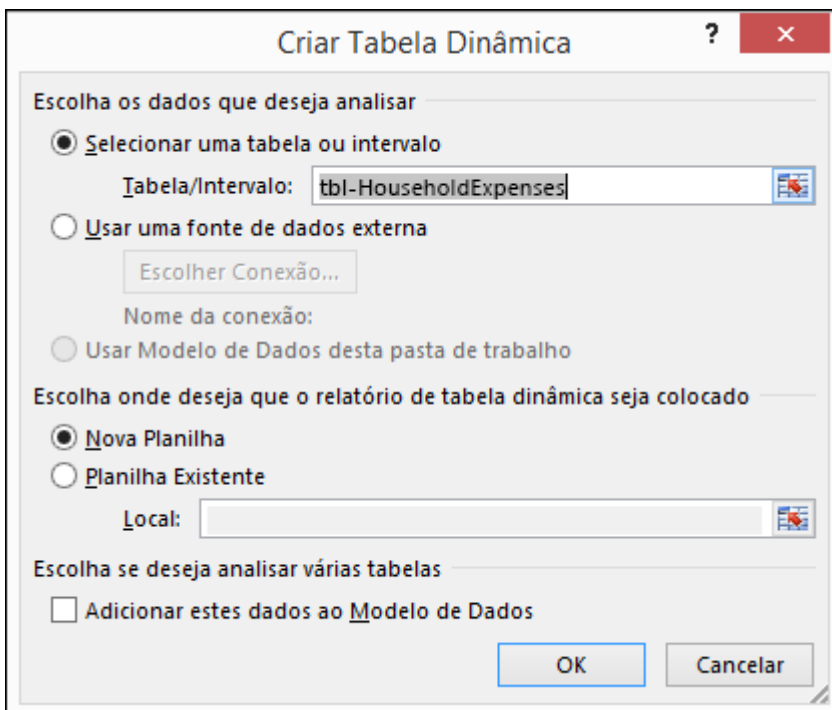 Criar Tabela Dinâmica ? ×
Escolha os dados que deseja analisar
Selecionar uma tabela ou intervalo
Tabela/Intervalo: tbl-HouseholdExpenses
Usar uma fonte de dados externa
Escolher Conexão...
Nome da conexão:
Usar Modelo de Dados desta pasta de trabalho
Escolha onde deseja que o relatório de tabela dinâmica seja colocado
Nova Planilha
Planilha Existente
Local:
Escolha se deseja analisar várias tabelas
Adicionar estes dados ao Modelo de Dados
OK Cancelar